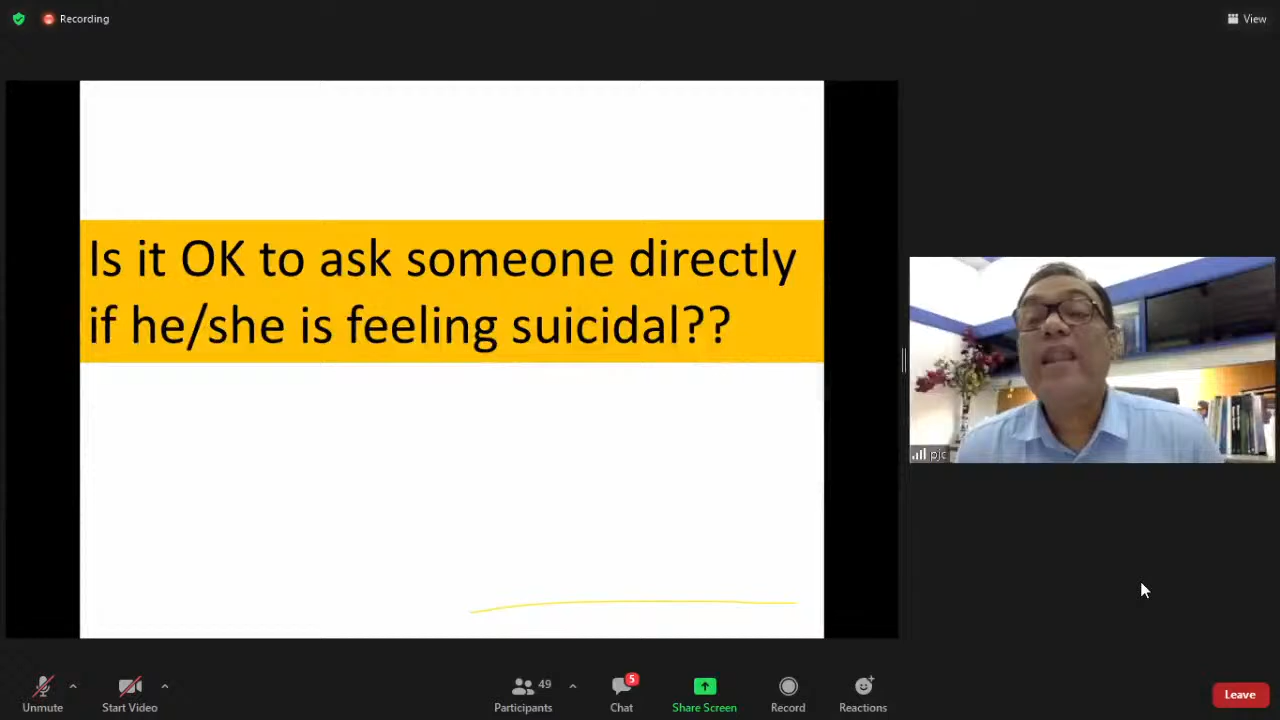 Recording
View
Is it OK to ask someone directly
if he/she is feeling suicidal??
pjc
Unmute
Start Video
49
Participants
5
Chat
Share Screen
Record
Reactions
Leave